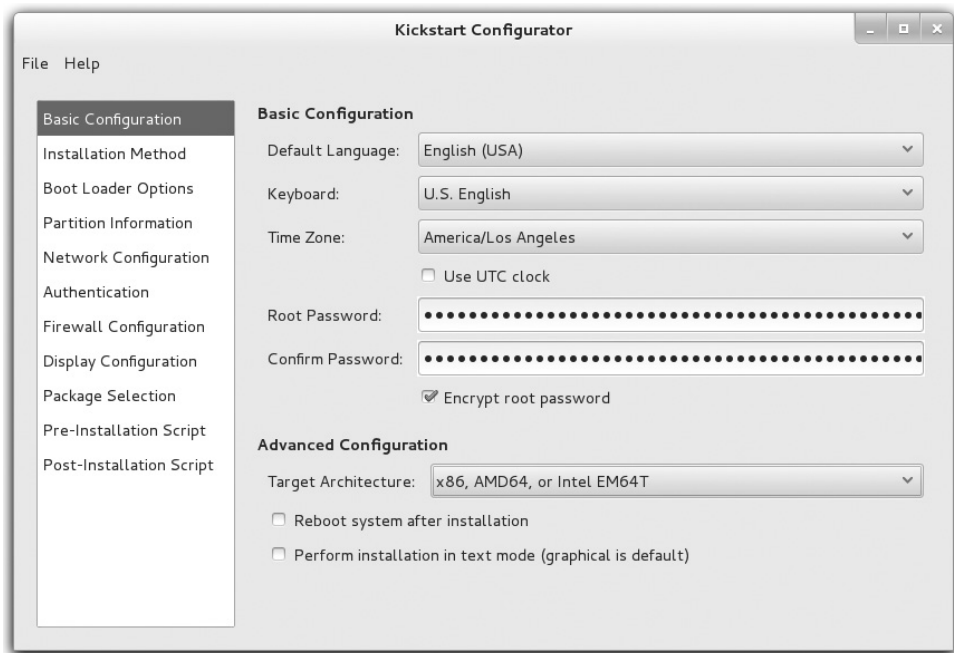 Kickstart Configurator
File Help
Basic Configuration
Installation Method
Boot Loader Options
Partition Information
Network Configuration
Authentication
Firewall Configuration
Display Configuration
Package Selection
Pre-Installation Script
Post-Installation Script
Basic Configuration
Default Language: English (USA)
Keyboard: U.S. English
Time Zone: America/Los Angeles
Use UTC clock
Root Password:
Confirm Password:
Encrypt root password
Advanced Configuration
Target Architecture: x86, AMD64, or Intel EM64T
Reboot system after installation
Perform installation in text mode (graphical is default)